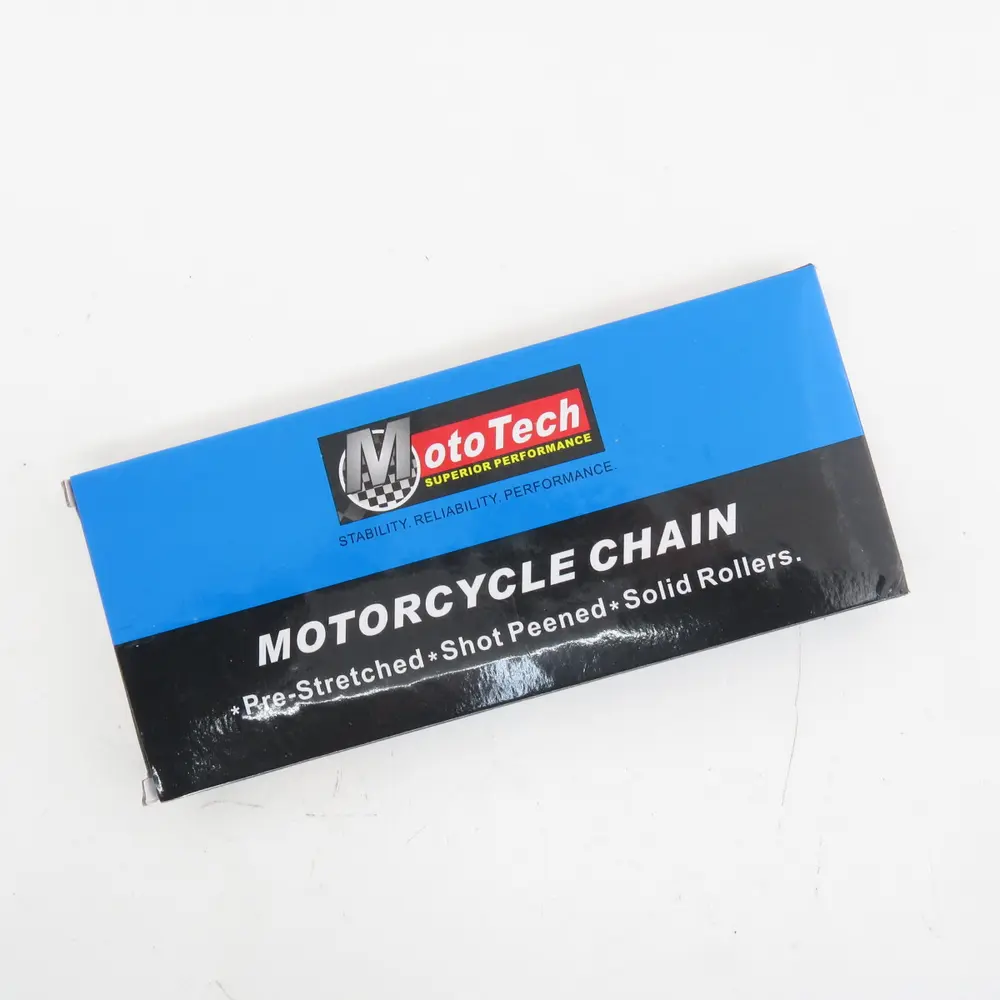 MotoTech
SUPERIOR PERFORMANCE
STABILITY. RELIABILITY. PERFORMANCE.
MOTORCYCLE CHAIN
*Pre-Stretched*Shot Peened*Solid Rollers.